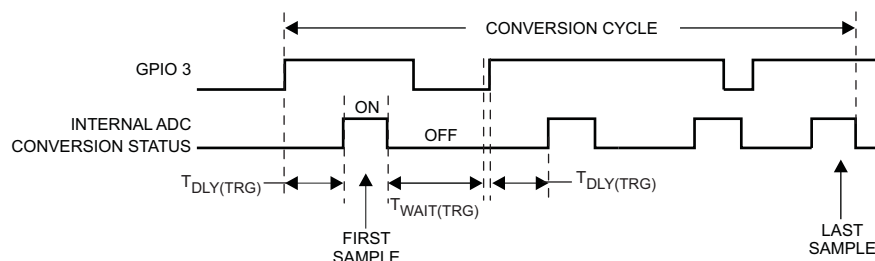 CONVERSION CYCLE
GPIO 3
ON
INTERNAL ADC
CONVERSION STATUS
OFF
TDLY(TRG)
TWAIT(TRG)
TDLY(TRG)
FIRST
SAMPLE
LAST
SAMPLE